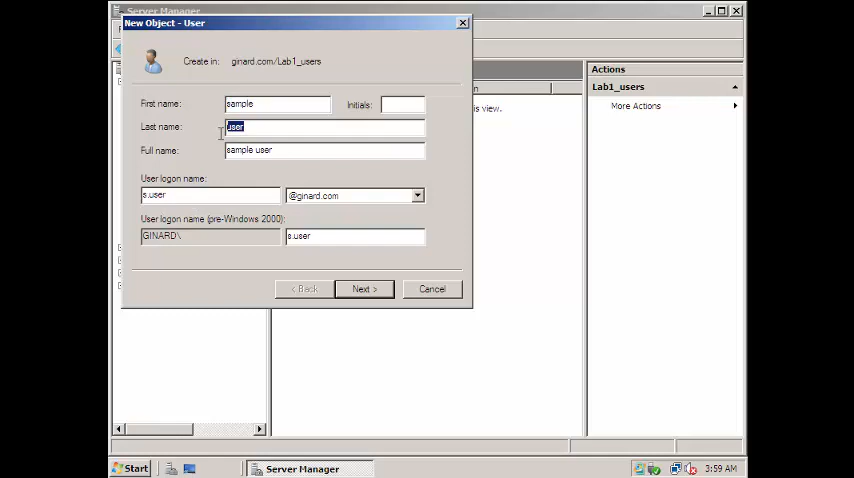 Server Manager
New Object - User
Create in: ginard.com/Lab1_users
First name: sample Initials:
Last name: user
Full name: sample user
User logon name:
s.user @ginard.com
User logon name (pre-Windows 2000):
GINARD\ s.user
< Back Next > Cancel
is view.
Actions
Lab1_users
More Actions
Start Server Manager 3:59 AM